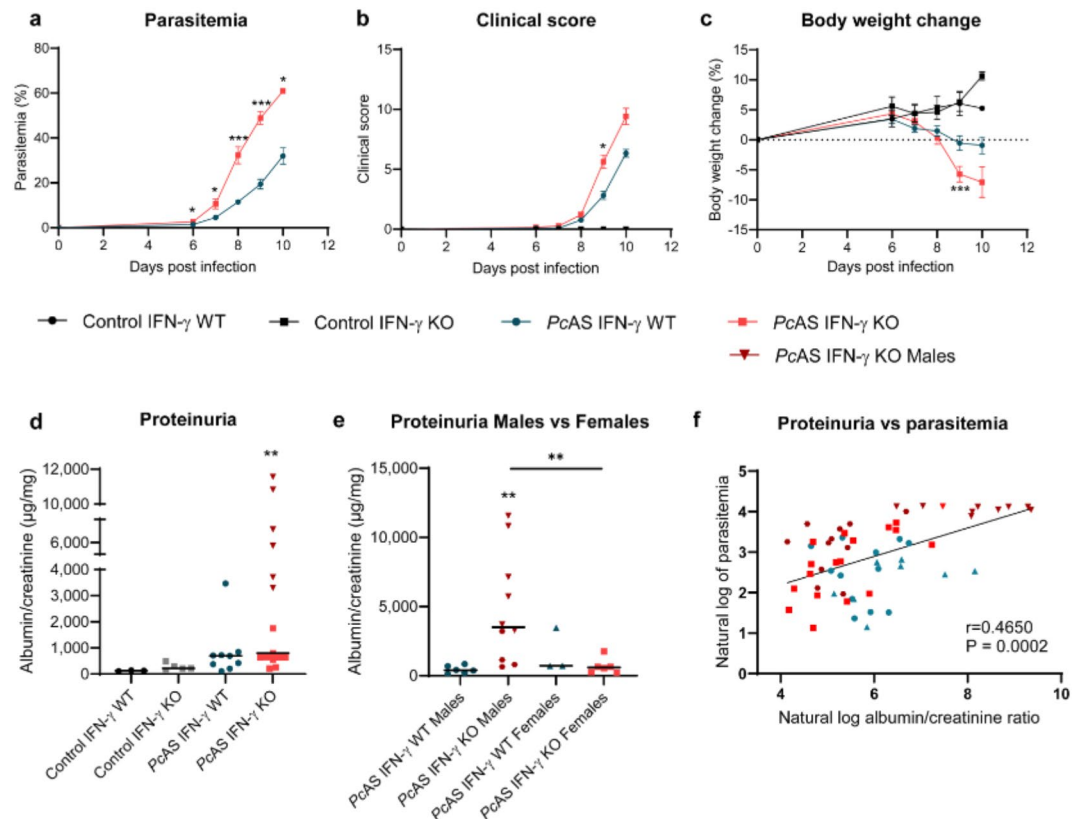 a Parasitemia
Parasitemia (%)
80
60
40
20
0
* * *** *** *
0 2 4 6 8 10 12
Days post infection
b Clinical score
Clinical score
15
10
5
0
*
0 2 4 6 8 10 12
Days post infection
c Body weight change
Body weight change (%)
15
10
5
0
-5
-10
-15
***
0 2 4 6 8 10 12
Days post infection
Control IFN-γ WT
Control IFN-γ KO
PcAS IFN-γ WT
PcAS IFN-γ KO
PcAS IFN-γ KO Males
d Proteinuria
Albumin/creatinine (µg/mg)
12,000
10,000
6,000
4,000
3,000
2,000
1,000
0
**
Control IFN-γ WT
Control IFN-γ KO
PcAS IFN-γ WT
PcAS IFN-γ KO
e Proteinuria Males vs Females
Albumin/creatinine (µg/mg)
15,000
10,000
5,000
0
**
**
PcAS IFN-γ WT Males
PcAS IFN-γ KO Males
PcAS IFN-γ WT Females
PcAS IFN-γ KO Females
f Proteinuria vs parasitemia
Natural log of parasitemia
5
4
3
2
1
0
r=0.4650
P = 0.0002
4 6 8 10
Natural log albumin/creatinine ratio